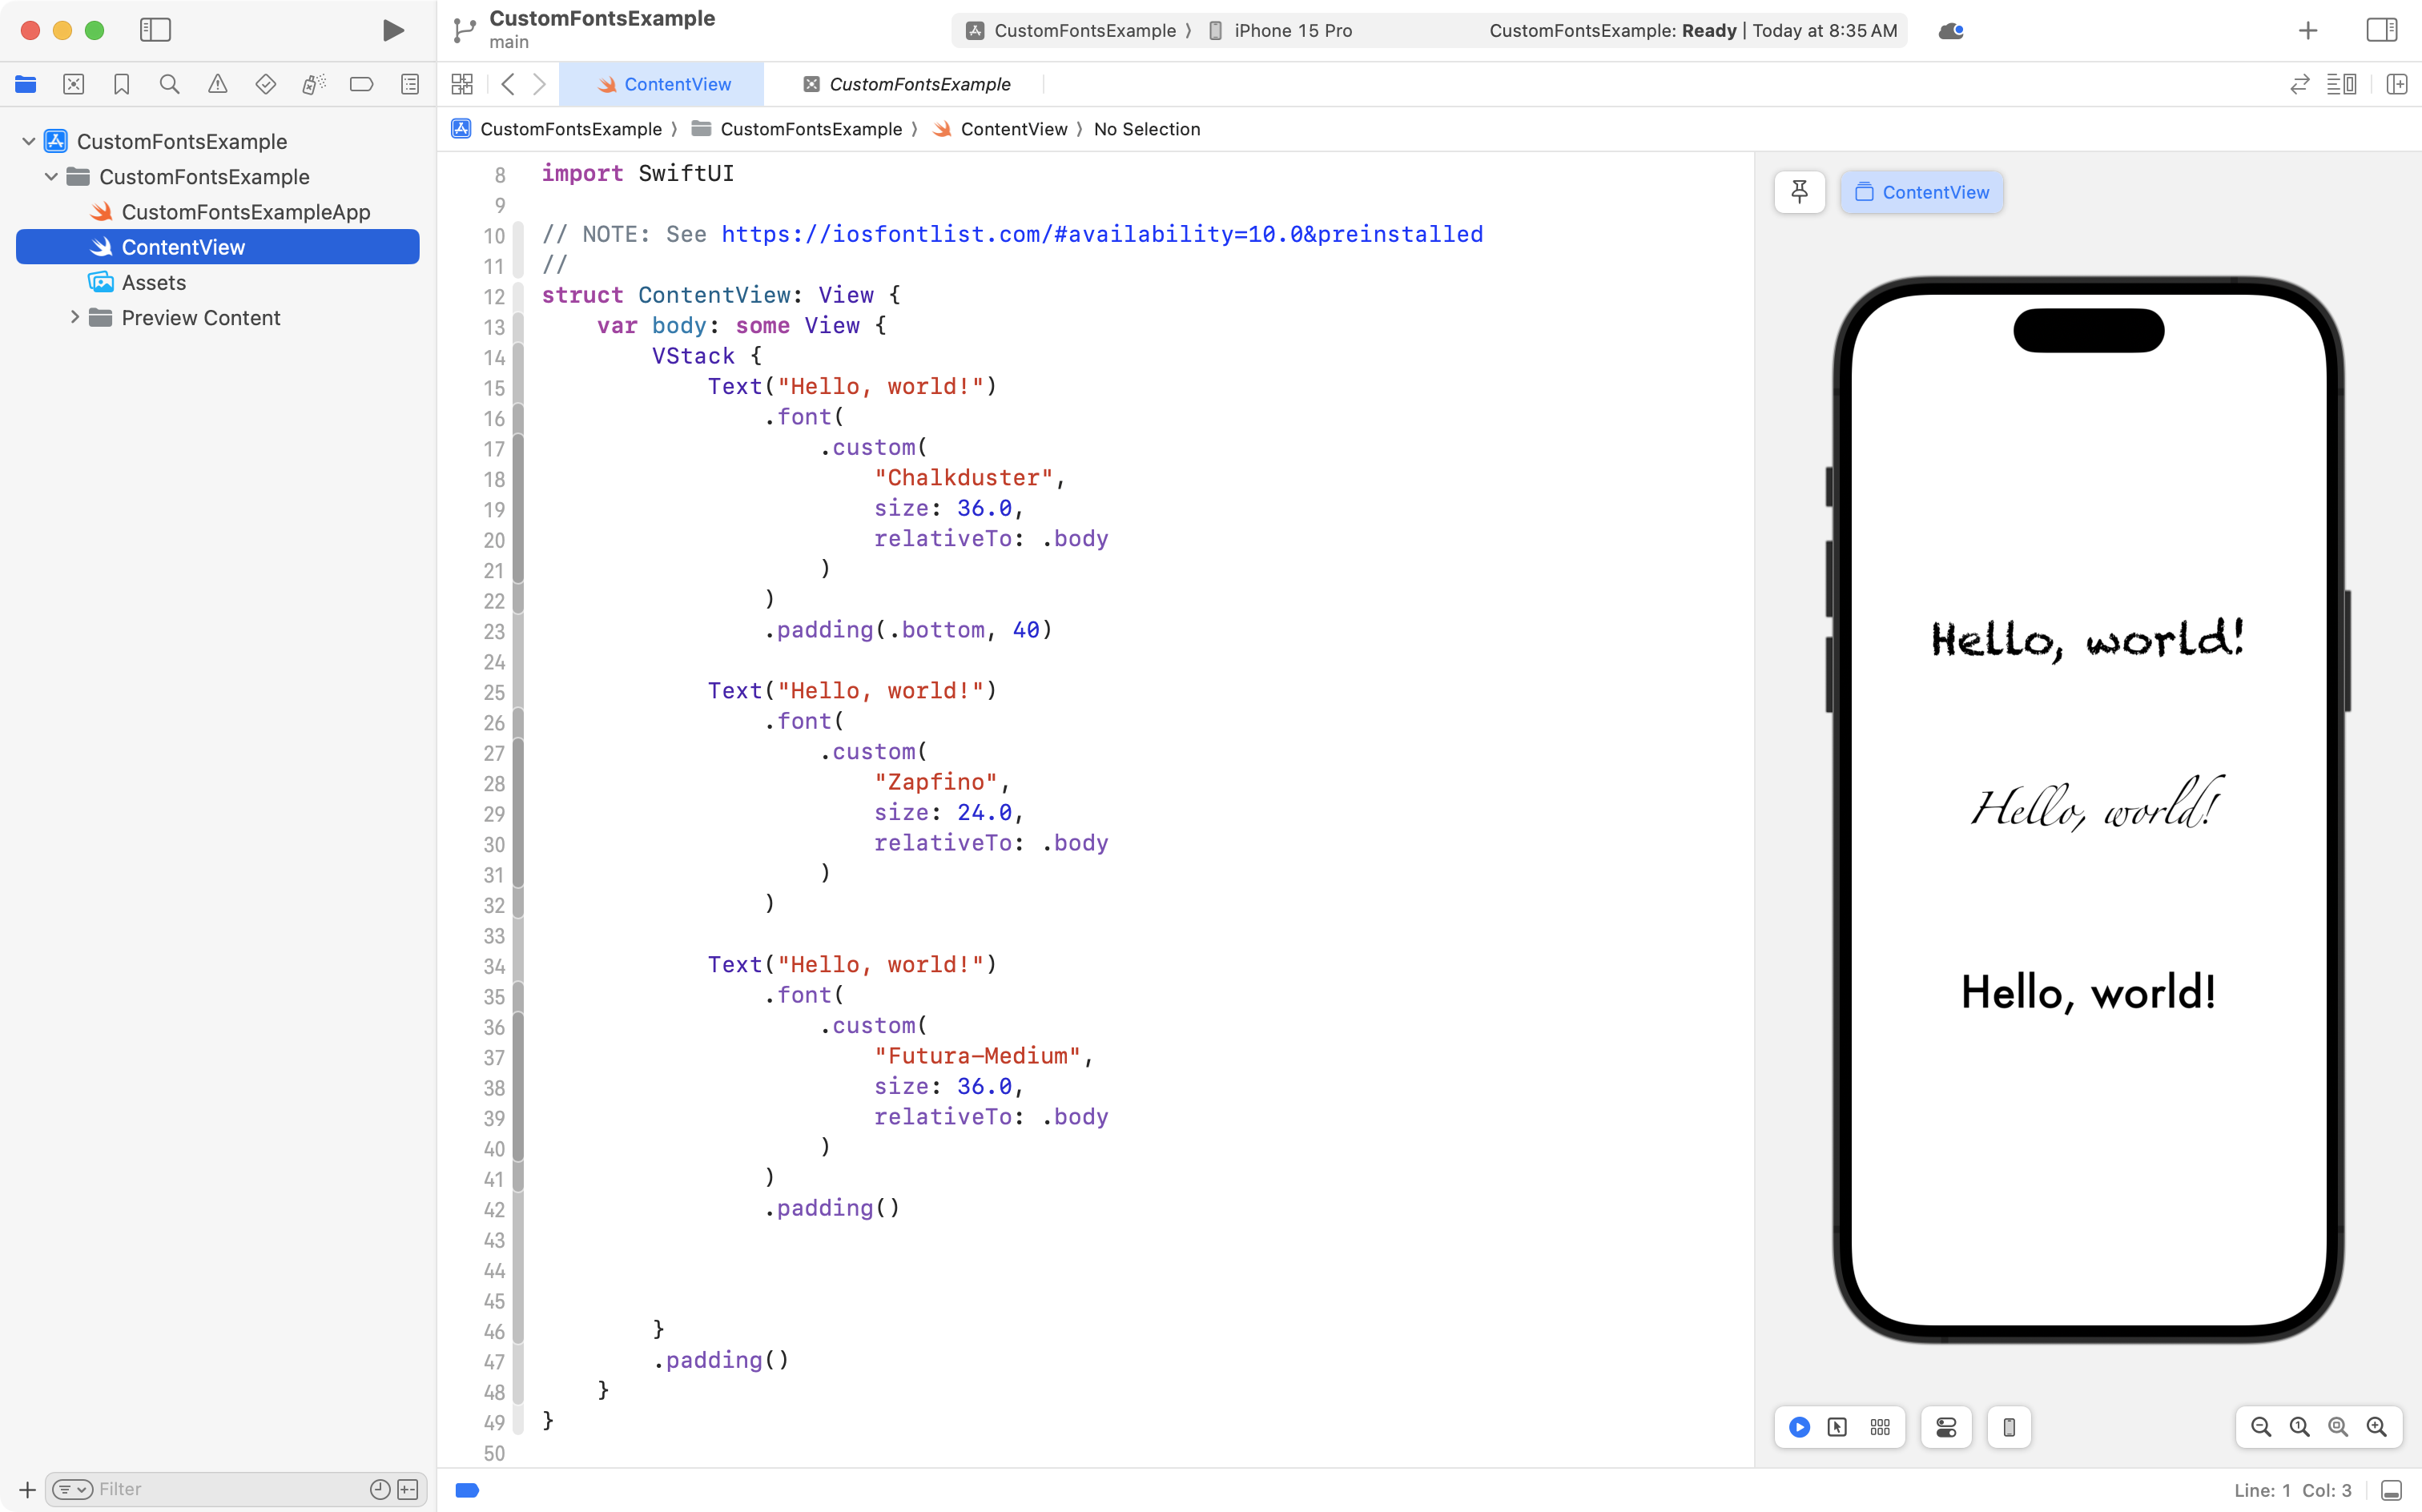 CustomFontsExample
main
CustomFontsExample ⟩ iPhone 15 Pro
CustomFontsExample: Ready | Today at 8:35 AM
ContentView
CustomFontsExample
CustomFontsExample ⟩ CustomFontsExample ⟩ ContentView ⟩ No Selection
CustomFontsExample
CustomFontsExample
CustomFontsExampleApp
ContentView
Assets
Preview Content
Filter
8 import SwiftUI
9
10 // NOTE: See https://iosfontlist.com/#availability=10.0&preinstalled
11 //
12 struct ContentView: View {
13     var body: some View {
14         VStack {
15             Text("Hello, world!")
16                 .font(
17                     .custom(
18                         "Chalkduster",
19                         size: 36.0,
20                         relativeTo: .body
21                     )
22                 )
23                 .padding(.bottom, 40)
24
25             Text("Hello, world!")
26                 .font(
27                     .custom(
28                         "Zapfino",
29                         size: 24.0,
30                         relativeTo: .body
31                     )
32                 )
33
34             Text("Hello, world!")
35                 .font(
36                     .custom(
37                         "Futura-Medium",
38                         size: 36.0,
39                         relativeTo: .body
40                     )
41                 )
42                 .padding()
43
44
45
46         }
47         .padding()
48     }
49 }
50
ContentView
Hello, world!
Hello, world!
Hello, world!
Line: 1 Col: 3